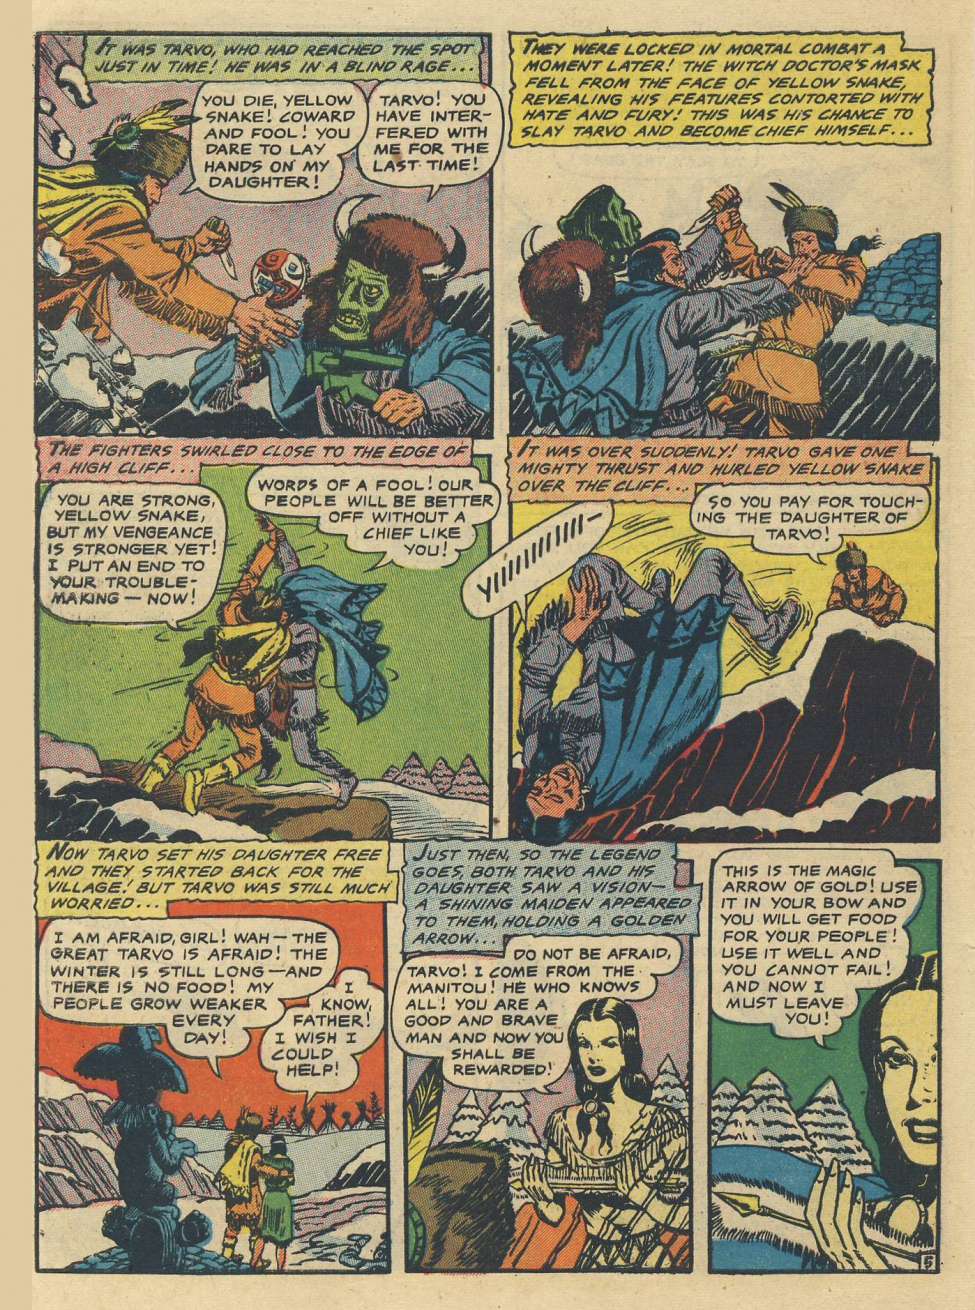 IT WAS TARVO, WHO HAD REACHED THE SPOT
JUST IN TIME! HE WAS IN A BLIND RAGE...
YOU DIE, YELLOW
SNAKE! COWARD
AND FOOL! YOU
DARE TO LAY
HANDS ON MY
DAUGHTER!
TARVO! YOU
HAVE INTER-
FERED WITH
ME FOR THE
LAST TIME!
THEY WERE LOCKED IN MORTAL COMBAT A
MOMENT LATER! THE WITCH DOCTOR'S MASK
FELL FROM THE FACE OF YELLOW SNAKE,
REVEALING HIS FEATURES CONTORTED WITH
HATE AND FURY! THIS WAS HIS CHANCE TO
SLAY TARVO AND BECOME CHIEF HIMSELF...
THE FIGHTERS SWIRLED CLOSE TO THE EDGE OF
A HIGH CLIFF...
YOU ARE STRONG,
YELLOW SNAKE,
BUT MY VENGEANCE
IS STRONGER YET!
I PUT AN END TO
YOUR TROUBLE-
MAKING — NOW!
WORDS OF A FOOL! OUR
PEOPLE WILL BE BETTER
OFF WITHOUT A
CHIEF LIKE
YOU!
IT WAS OVER SUDDENLY! TARVO GAVE ONE
MIGHTY THRUST AND HURLED YELLOW SNAKE
OVER THE CLIFF...
YIIIIIIIIIIII—
SO YOU PAY FOR TOUCH-
ING THE DAUGHTER OF
TARVO!
NOW TARVO SET HIS DAUGHTER FREE
AND THEY STARTED BACK FOR THE
VILLAGE! BUT TARVO WAS STILL MUCH
WORRIED...
I AM AFRAID, GIRL! WAH — THE
GREAT TARVO IS AFRAID! THE
WINTER IS STILL LONG — AND
THERE IS NO FOOD! MY
PEOPLE GROW WEAKER
EVERY
DAY!
I
KNOW,
FATHER!
I WISH I
COULD
HELP!
JUST THEN, SO THE LEGEND
GOES, BOTH TARVO AND HIS
DAUGHTER SAW A VISION—
A SHINING MAIDEN APPEARED
TO THEM, HOLDING A GOLDEN
ARROW...
DO NOT BE AFRAID,
TARVO! I COME FROM THE
MANITOU! HE WHO KNOWS
ALL! YOU ARE A
GOOD AND BRAVE
MAN AND NOW YOU
SHALL BE
REWARDED!
THIS IS THE MAGIC
ARROW OF GOLD! USE
IT IN YOUR BOW AND
YOU WILL GET FOOD
FOR YOUR PEOPLE!
USE IT WELL AND
YOU CANNOT FAIL!
AND NOW I
MUST LEAVE
YOU!
5